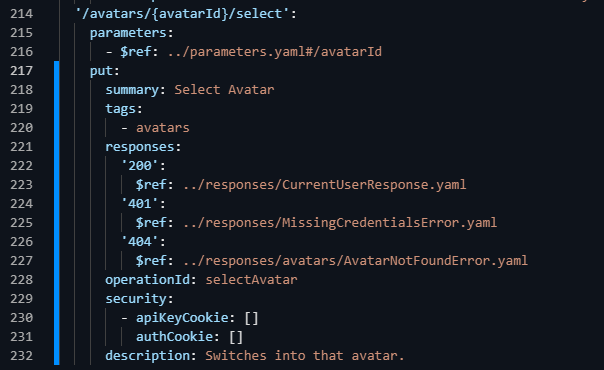 214 '/avatars/{avatarId}/select':
215 parameters:
216 - $ref: ../parameters.yaml#/avatarId
217 put:
218 summary: Select Avatar
219 tags:
220 - avatars
221 responses:
222 '200':
223 $ref: ../responses/CurrentUserResponse.yaml
224 '401':
225 $ref: ../responses/MissingCredentialsError.yaml
226 '404':
227 $ref: ../responses/avatars/AvatarNotFoundError.yaml
228 operationId: selectAvatar
229 security:
230 - apiKeyCookie: []
231 authCookie: []
232 description: Switches into that avatar.